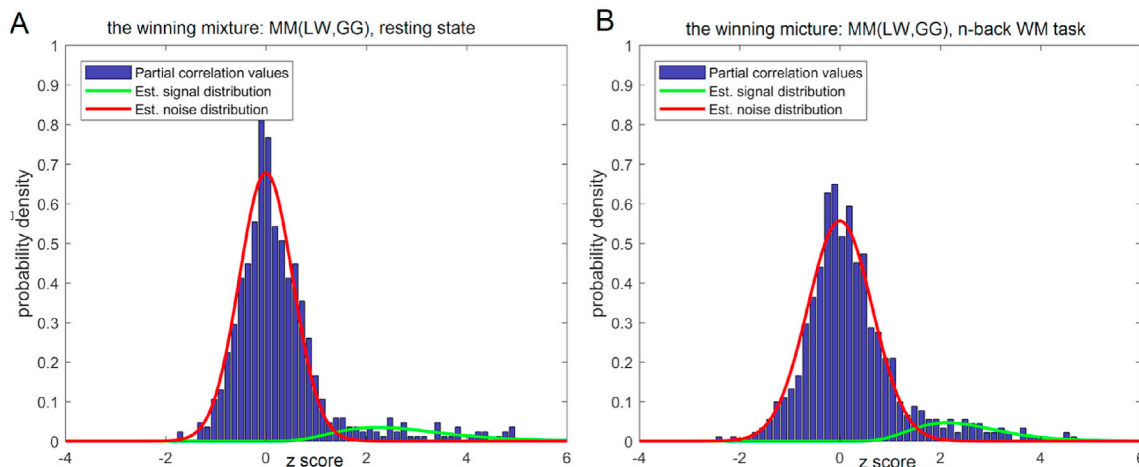 A
the winning mixture: MM(LW,GG), resting state
Partial correlation values
Est. signal distribution
Est. noise distribution
probability density
1
0.9
0.8
0.7
0.6
0.5
0.4
0.3
0.2
0.1
0
-4
-2
0
2
4
6
z score
B
the winning micture: MM(LW,GG), n-back WM task
Partial correlation values
Est. signal distribution
Est. noise distribution
probability density
1
0.9
0.8
0.7
0.6
0.5
0.4
0.3
0.2
0.1
0
-4
-2
0
2
4
6
z score